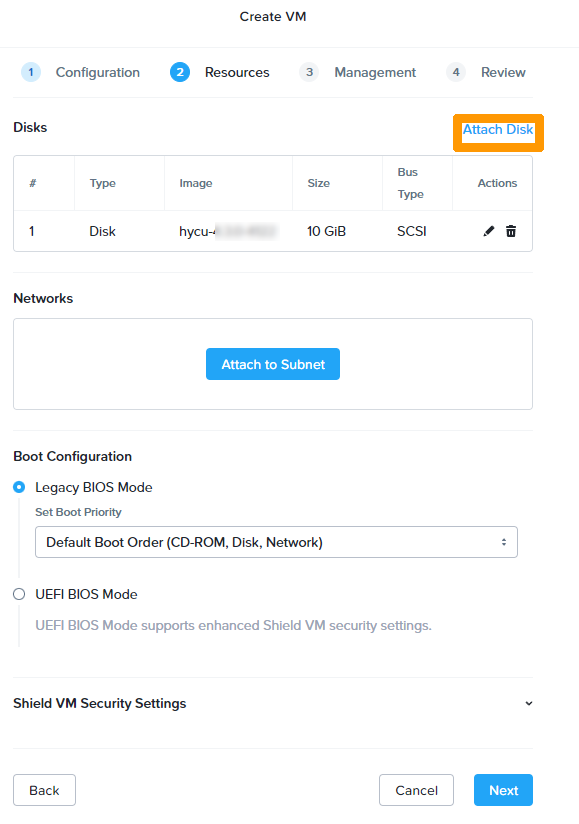 Create VM
1 Configuration 2 Resources 3 Management 4 Review
Disks Attach Disk
# Type Image Size Bus Type Actions
1 Disk hycu- 10 GiB SCSI
Networks
Attach to Subnet
Boot Configuration
Legacy BIOS Mode
Set Boot Priority
Default Boot Order (CD-ROM, Disk, Network)
UEFI BIOS Mode
UEFI BIOS Mode supports enhanced Shield VM security settings.
Shield VM Security Settings
Back Cancel Next